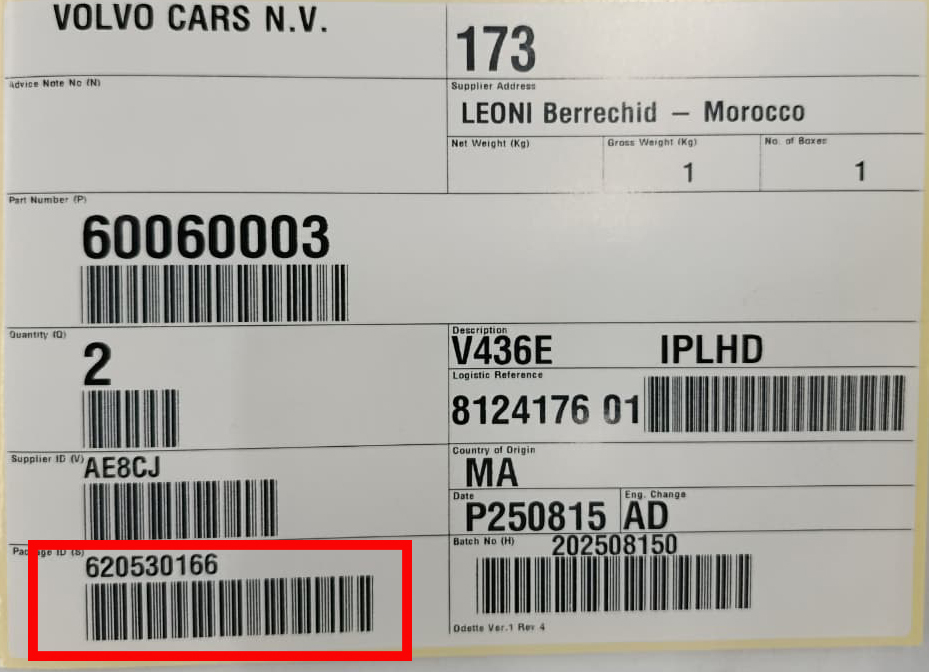 VOLVO CARS N.V.
173
Advice Note No (N)
Supplier Address
LEONI Berrechid – Morocco
Net Weight (Kg)
Gross Weight (Kg)
No. of Boxes
1
1
Part Number (P)
60060003
Quantity (Q)
2
Description
V436E IPLHD
Logistic Reference
8124176 01
Supplier ID (V)
AE8CJ
Country of Origin
MA
Date
P250815
Eng. Change
AD
Package ID (S)
620530166
Batch No (H)
202508150
Odette Ver.1 Rev 4